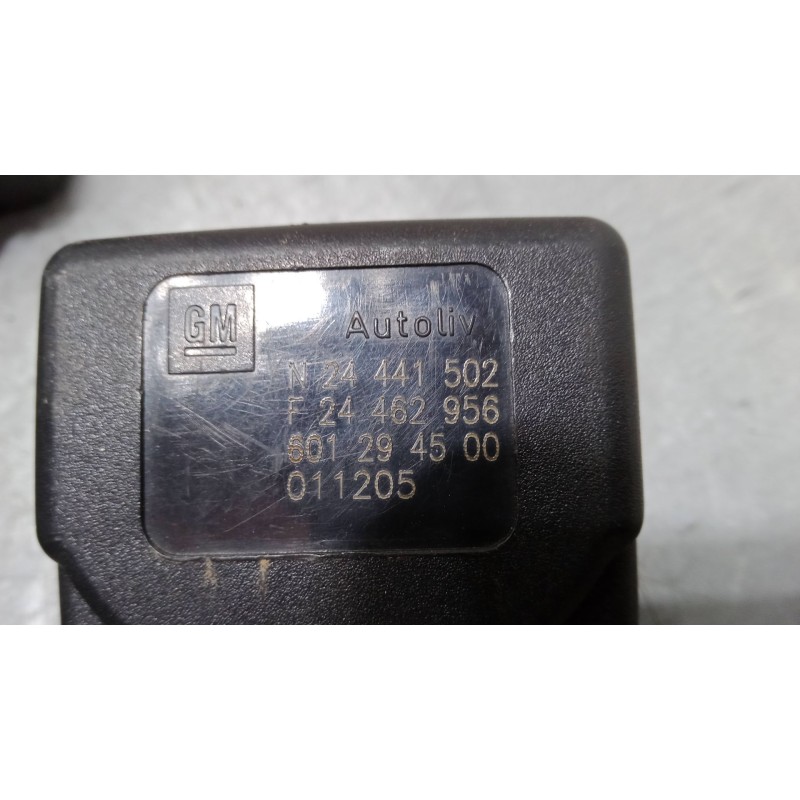 GM Autoliv
N 24 441 502
F 24 462 956
601 29 45 00
011205